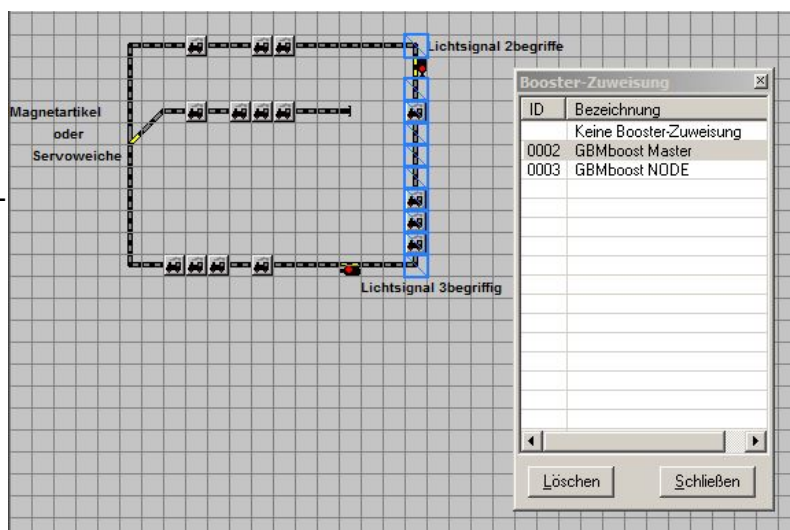 Lichtsignal 2begriffe
Magnetartikel
oder
Servoweiche
Lichtsignal 3begriffig
Booster-Zuweisung
ID Bezeichnung
Keine Booster-Zuweisung
0002 GBMboost Master
0003 GBMboost NODE
Löschen Schließen